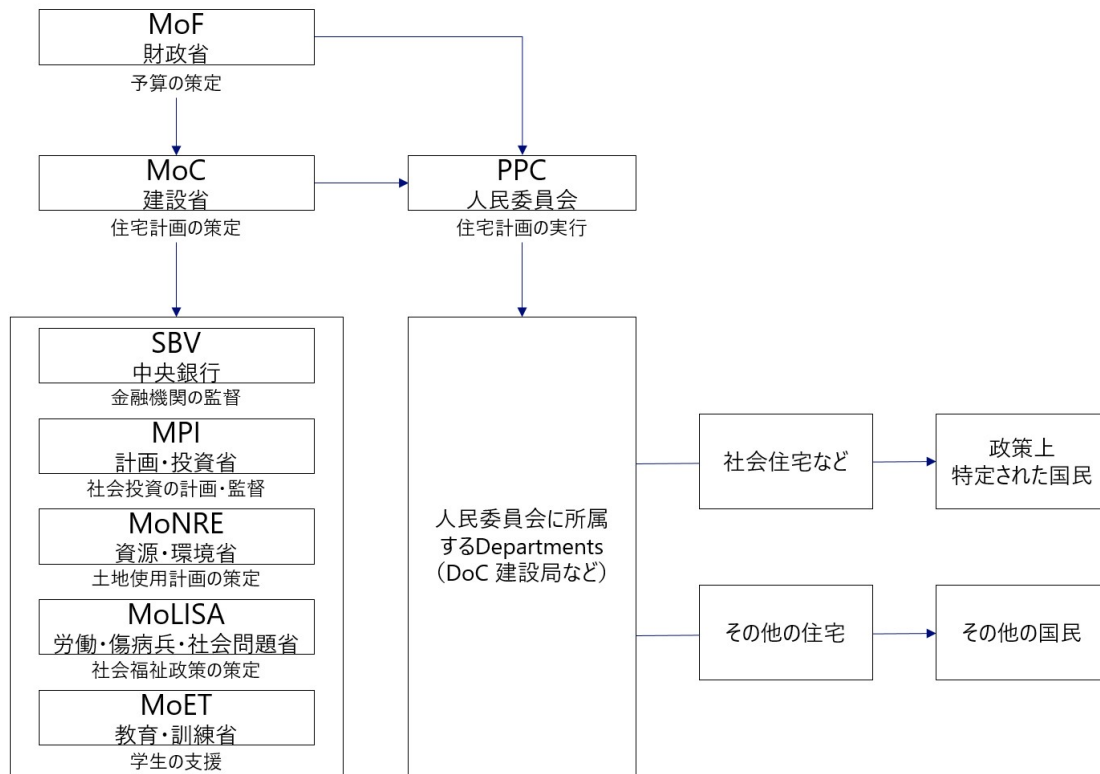 MoF
財政省
予算の策定
MoC
建設省
住宅計画の策定
PPC
人民委員会
住宅計画の実行
SBV
中央銀行
金融機関の監督
MPI
計画・投資省
社会投資の計画・監督
MoNRE
資源・環境省
土地使用計画の策定
MoLISA
労働・傷病兵・社会問題省
社会福祉政策の策定
MoET
教育・訓練省
学生の支援
人民委員会に所属
するDepartments
（DoC 建設局など）
社会住宅など
政策上
特定された国民
その他の住宅
その他の国民